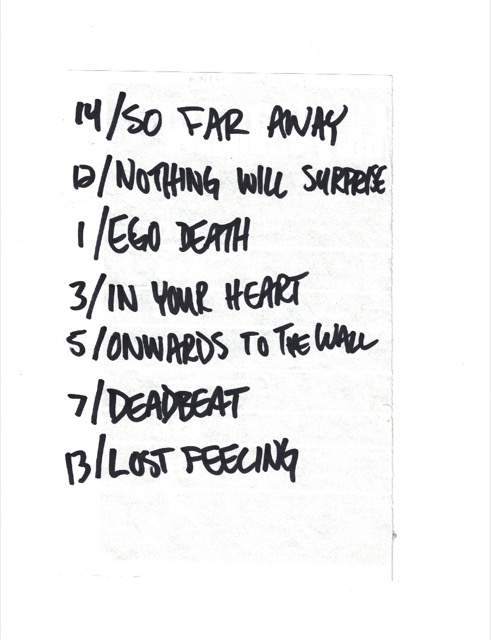 14/SO FAR AWAY
12/NOTHING WILL SURPRISE
1/EGO DEATH
3/IN YOUR HEART
5/ONWARDS TO THE WALL
7/DEADBEAT
13/LOST FEELING